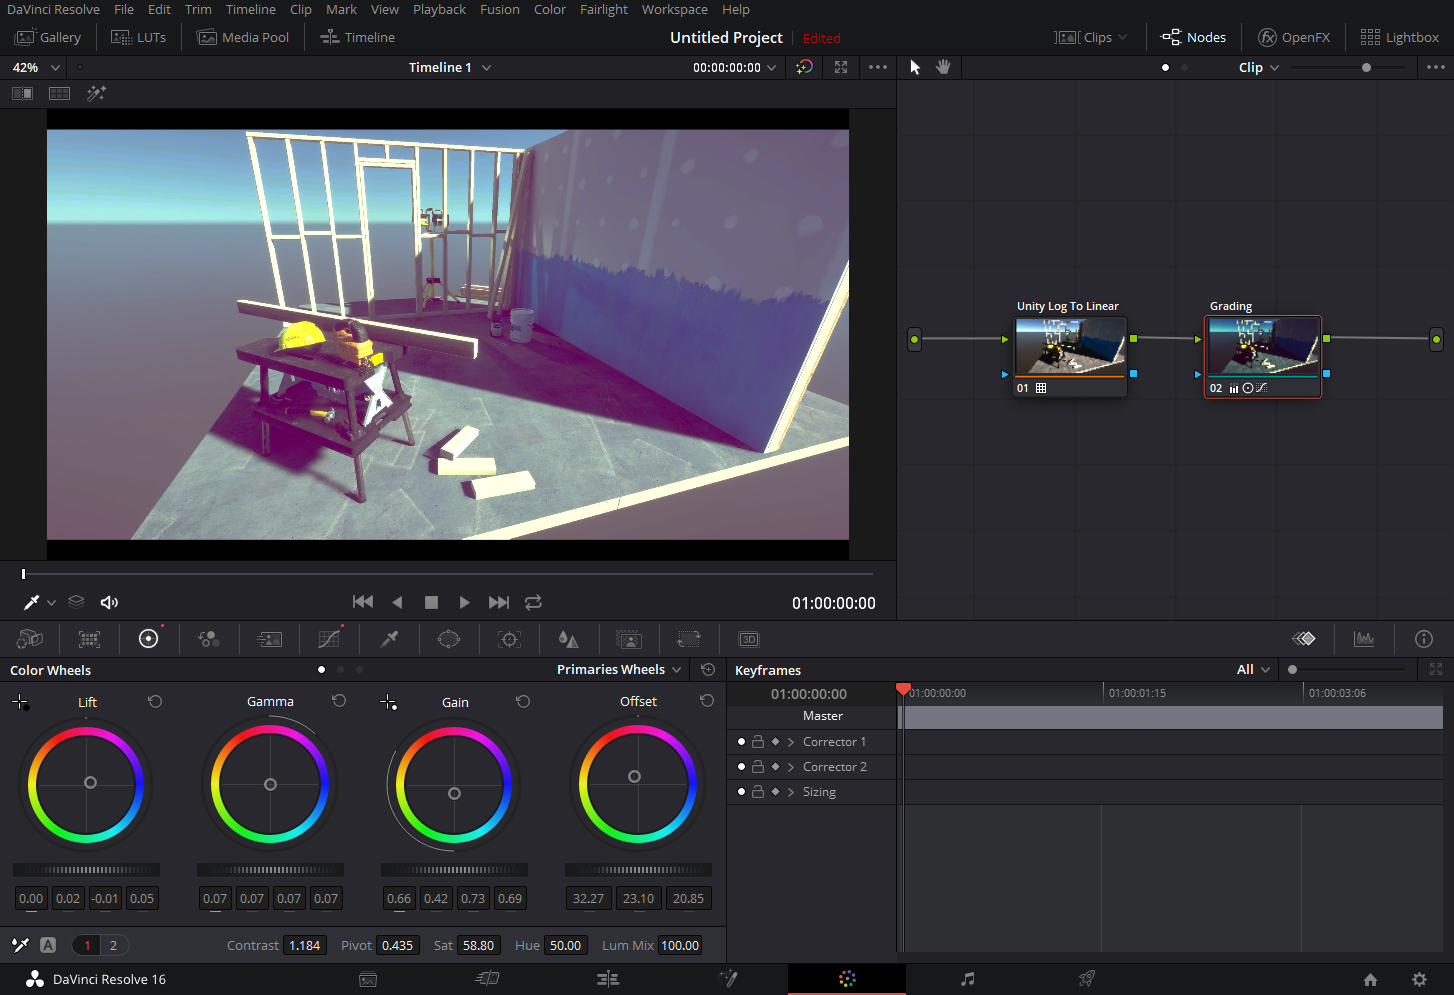 DaVinci Resolve File Edit Trim Timeline Clip Mark View Playback Fusion Color Fairlight Workspace Help
Gallery LUTs Media Pool Timeline Untitled Project Edited Clips Nodes fx OpenFX Lightbox
42% Timeline 1 00:00:00:00 Clip
Unity Log To Linear Grading
01 02
01:00:00:00
3D
Color Wheels Primaries Wheels Keyframes All
Lift Gamma Gain Offset
01:00:00:00 01:00:00:00 01:00:01:15 01:00:03:06
Master
Corrector 1
Corrector 2
Sizing
0.00 0.02 -0.01 0.05 0.07 0.07 0.07 0.07 0.66 0.42 0.73 0.69 32.27 23.10 20.85
A 1 2 Contrast 1.184 Pivot 0.435 Sat 58.80 Hue 50.00 Lum Mix 100.00
DaVinci Resolve 16